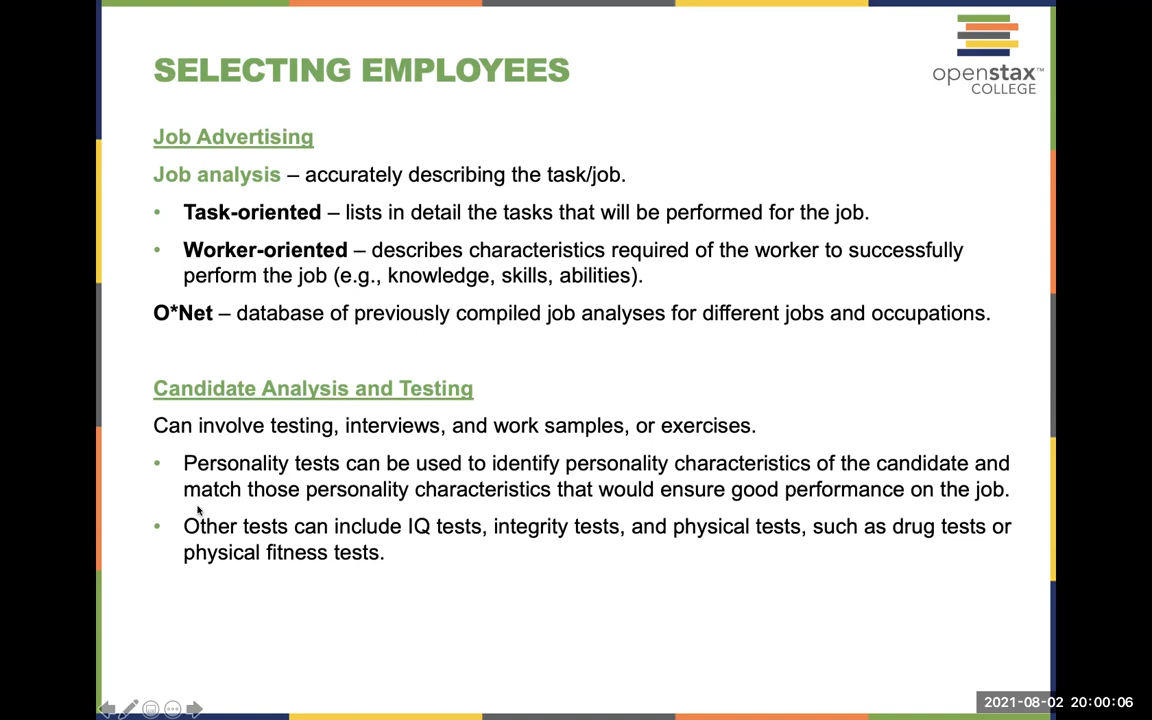 SELECTING EMPLOYEES
openstax™
COLLEGE
Job Advertising
Job analysis – accurately describing the task/job.
• Task-oriented – lists in detail the tasks that will be performed for the job.
• Worker-oriented – describes characteristics required of the worker to successfully
perform the job (e.g., knowledge, skills, abilities).
O*Net – database of previously compiled job analyses for different jobs and occupations.
Candidate Analysis and Testing
Can involve testing, interviews, and work samples, or exercises.
• Personality tests can be used to identify personality characteristics of the candidate and
match those personality characteristics that would ensure good performance on the job.
• Other tests can include IQ tests, integrity tests, and physical tests, such as drug tests or
physical fitness tests.
2021-08-02 20:00:06